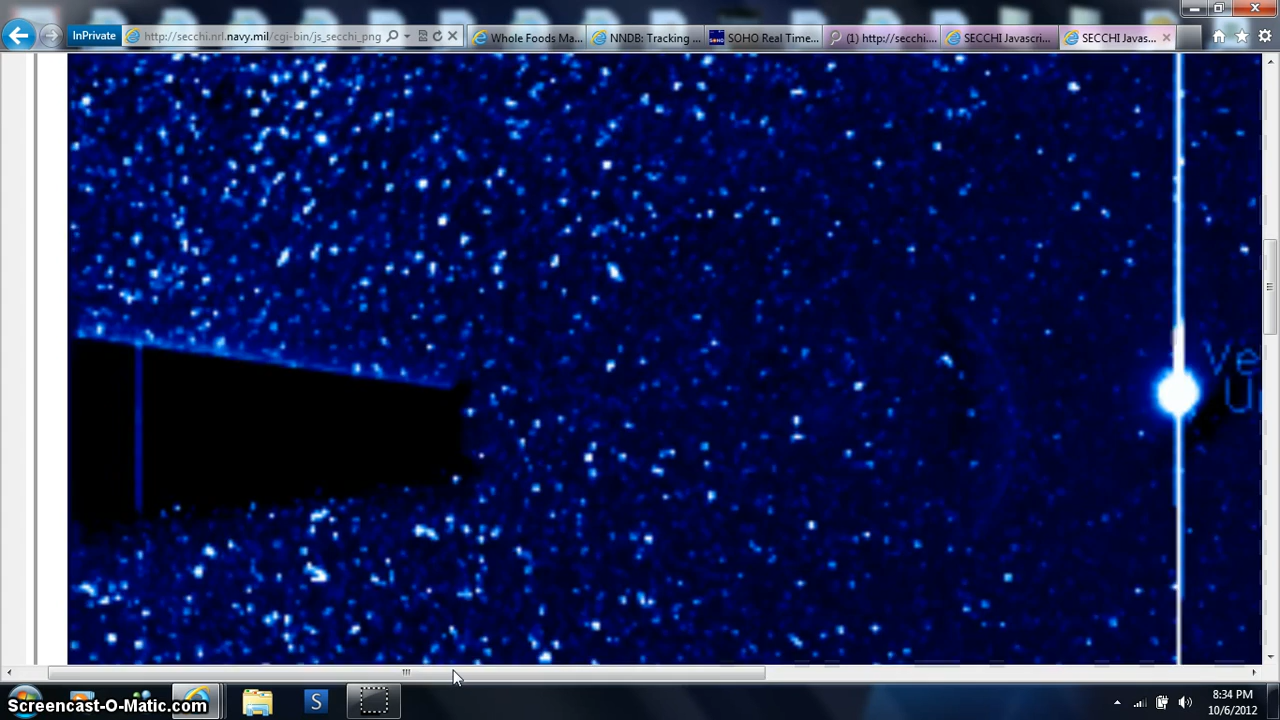 InPrivate
http://secchi.nrl.navy.mil/cgi-bin/js_secchi_png
Whole Foods Ma...
NNDB: Tracking ...
SOHO Real Time...
(1) http://secchi....
SECCHI Javascri...
SECCHI Javas...
Ve
U
S
8:34 PM
10/6/2012
Screencast-O-Matic.com